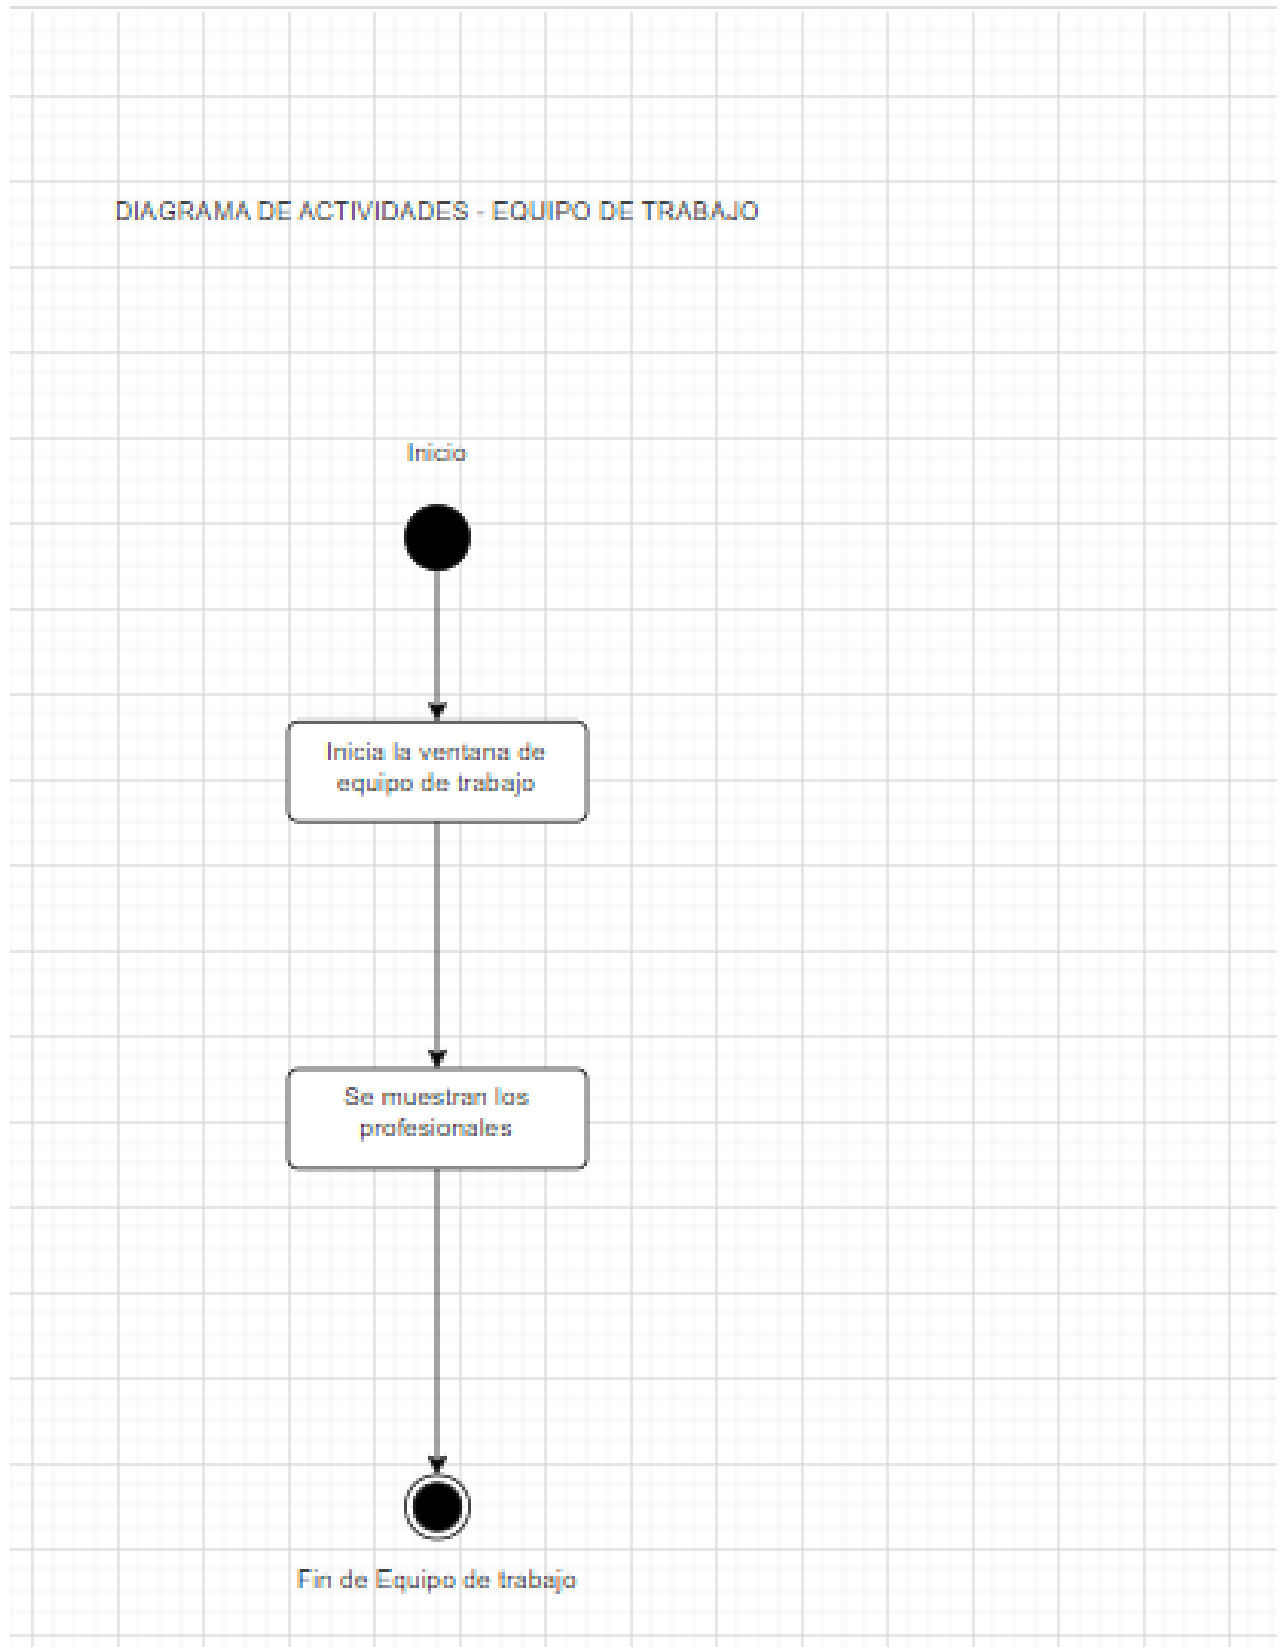 DIAGRAMA DE ACTIVIDADES - EQUIPO DE TRABAJO
Inicio
Inicia la ventana de
equipo de trabajo
Se muestran los
profesionales
Fin de Equipo de trabajo